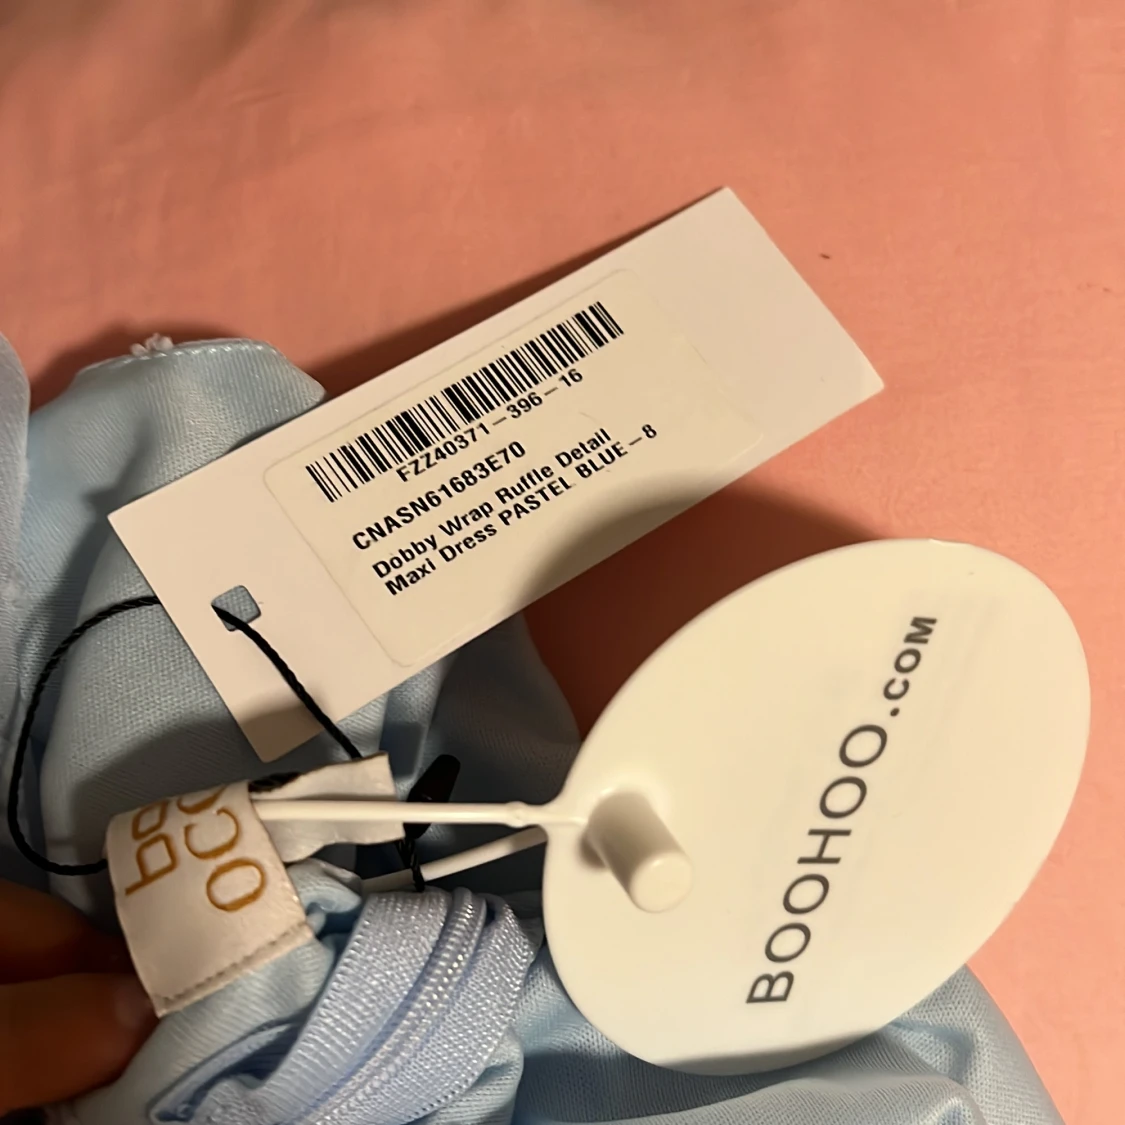 FZZ40371-396-16
CNASN61683E70
Dobby Wrap Ruffle Detail
Maxi Dress PASTEL BLUE-8
BOOHOO.COM